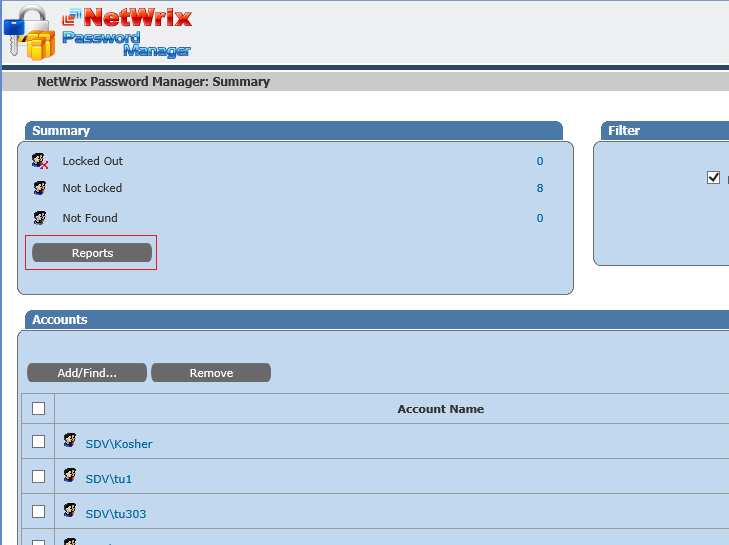 NetWrix
Password
Manager
NetWrix Password Manager: Summary
Summary
Filter
Locked Out 0
Not Locked 8
Not Found 0
Reports
Accounts
Add/Find... Remove
Account Name
SDV\Kosher
SDV\tu1
SDV\tu303